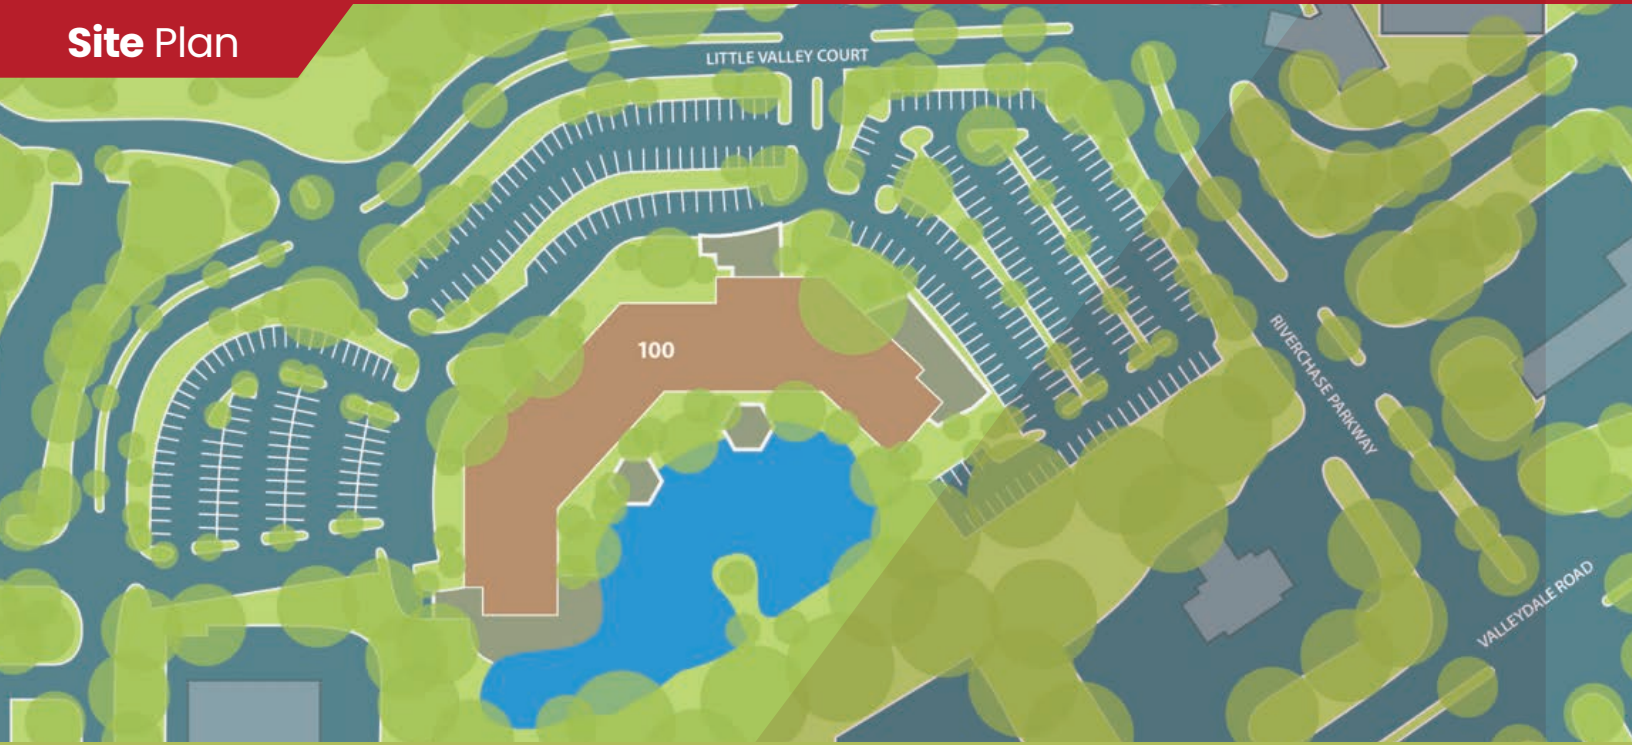 Site Plan
LITTLE VALLEY COURT
100
RIVERCHASE PARKWAY
VALLEYDALE ROAD